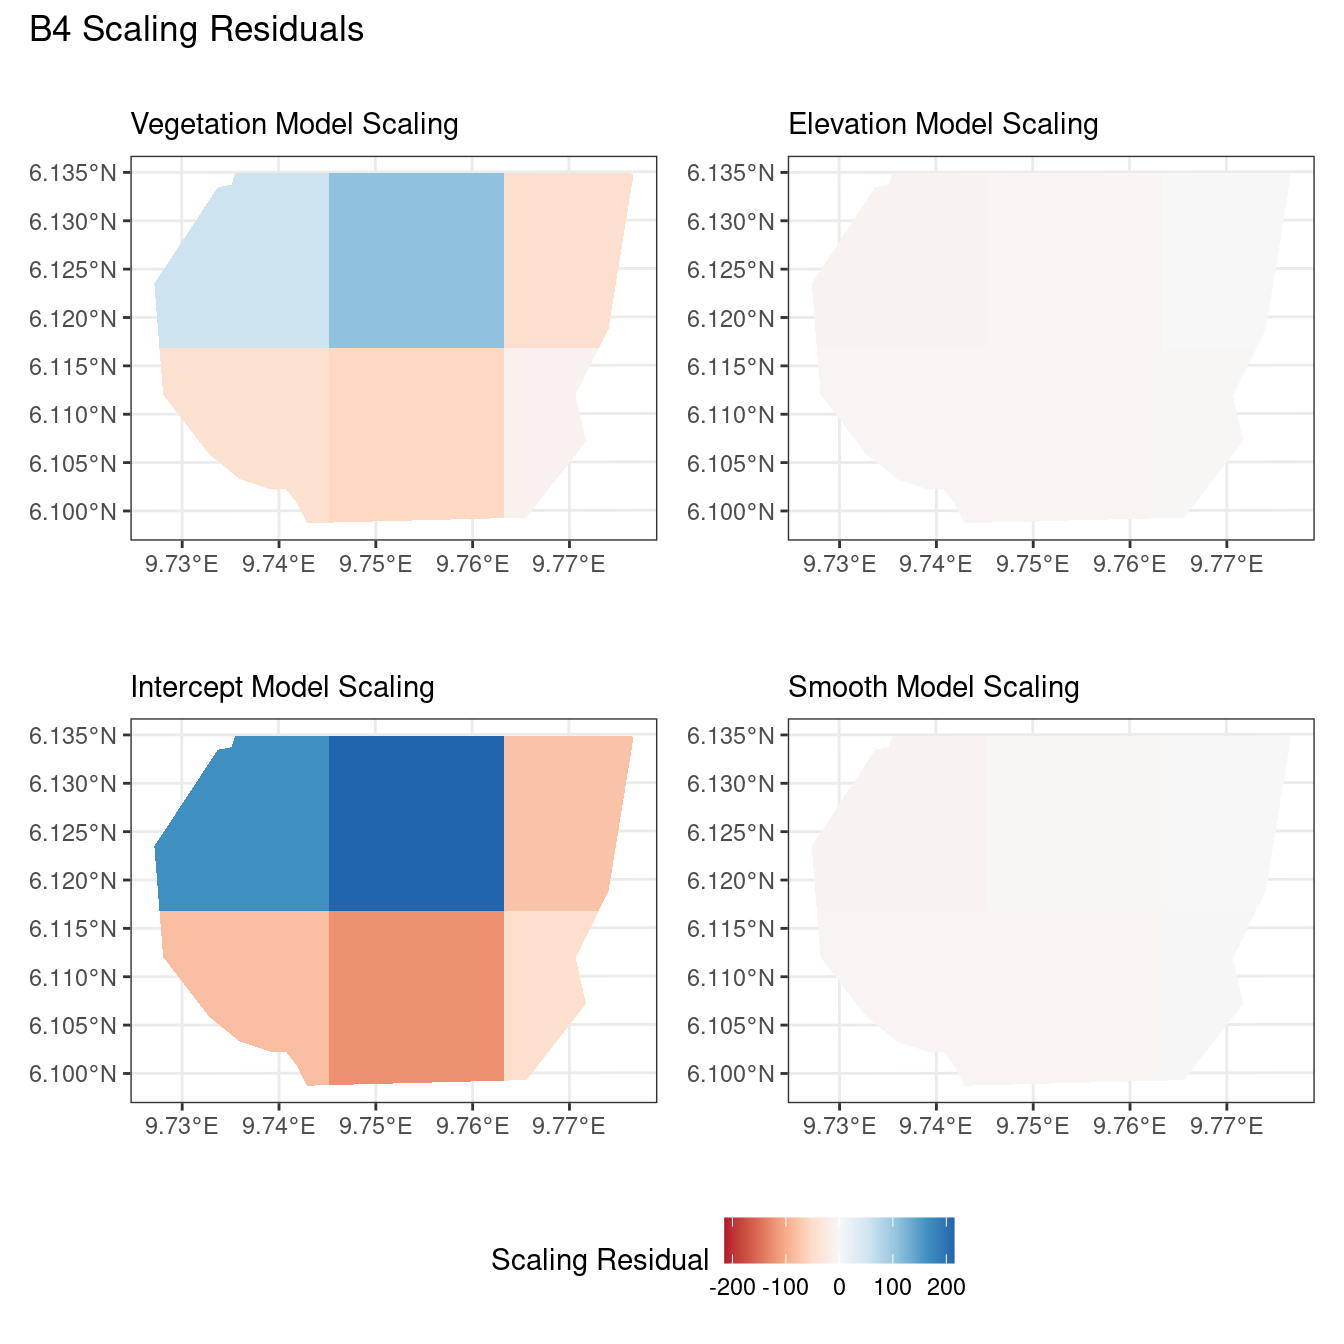 B4 Scaling Residuals
Vegetation Model Scaling
6.135°N
6.130°N
6.125°N
6.120°N
6.115°N
6.110°N
6.105°N
6.100°N
9.73°E 9.74°E 9.75°E 9.76°E 9.77°E
Elevation Model Scaling
6.135°N
6.130°N
6.125°N
6.120°N
6.115°N
6.110°N
6.105°N
6.100°N
9.73°E 9.74°E 9.75°E 9.76°E 9.77°E
Intercept Model Scaling
6.135°N
6.130°N
6.125°N
6.120°N
6.115°N
6.110°N
6.105°N
6.100°N
9.73°E 9.74°E 9.75°E 9.76°E 9.77°E
Smooth Model Scaling
6.135°N
6.130°N
6.125°N
6.120°N
6.115°N
6.110°N
6.105°N
6.100°N
9.73°E 9.74°E 9.75°E 9.76°E 9.77°E
Scaling Residual
-200 -100 0 100 200